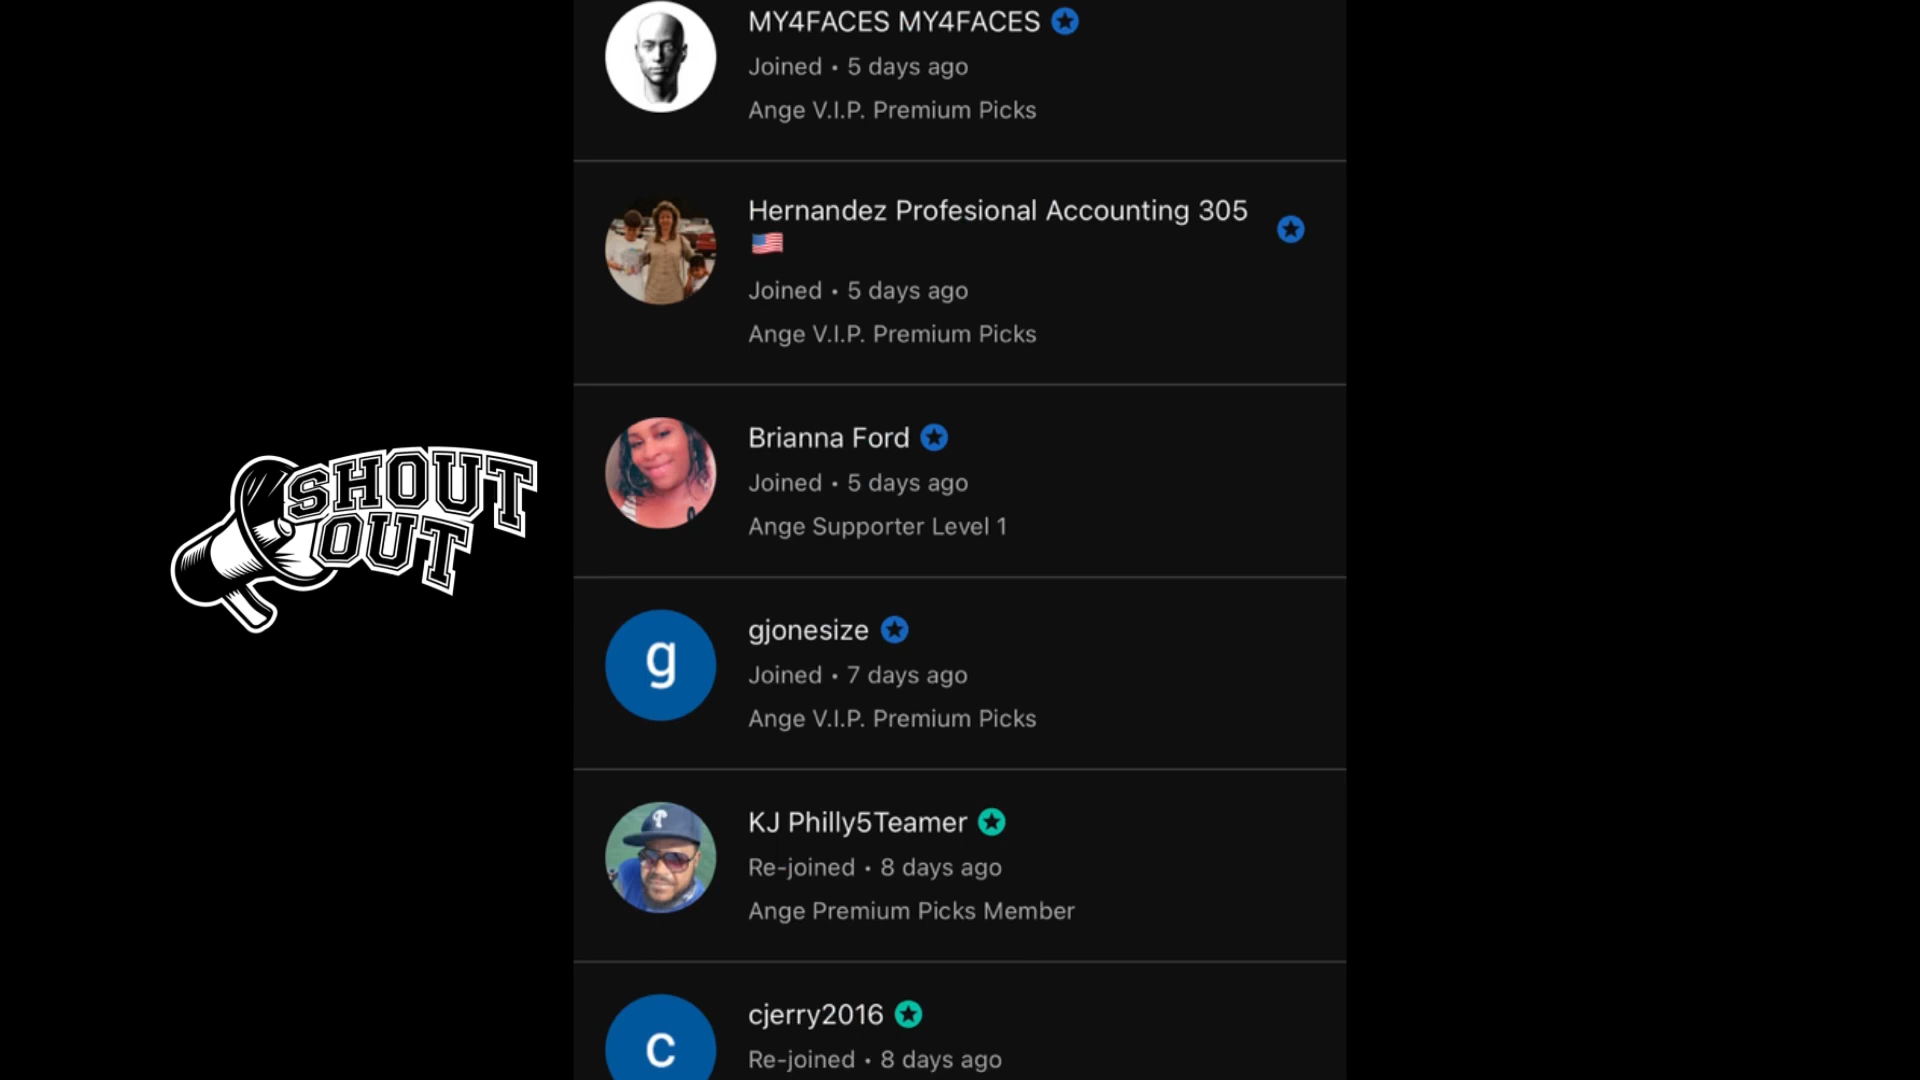 MY4FACES MY4FACES
Joined • 5 days ago
Ange V.I.P. Premium Picks
Hernandez Profesional Accounting 305
🇺🇸
Joined • 5 days ago
Ange V.I.P. Premium Picks
SHOUT
OUT
Brianna Ford
Joined • 5 days ago
Ange Supporter Level 1
g
gjonesize
Joined • 7 days ago
Ange V.I.P. Premium Picks
P
KJ Philly5Teamer
Re-joined • 8 days ago
Ange Premium Picks Member
c
cjerry2016
Re-joined • 8 days ago